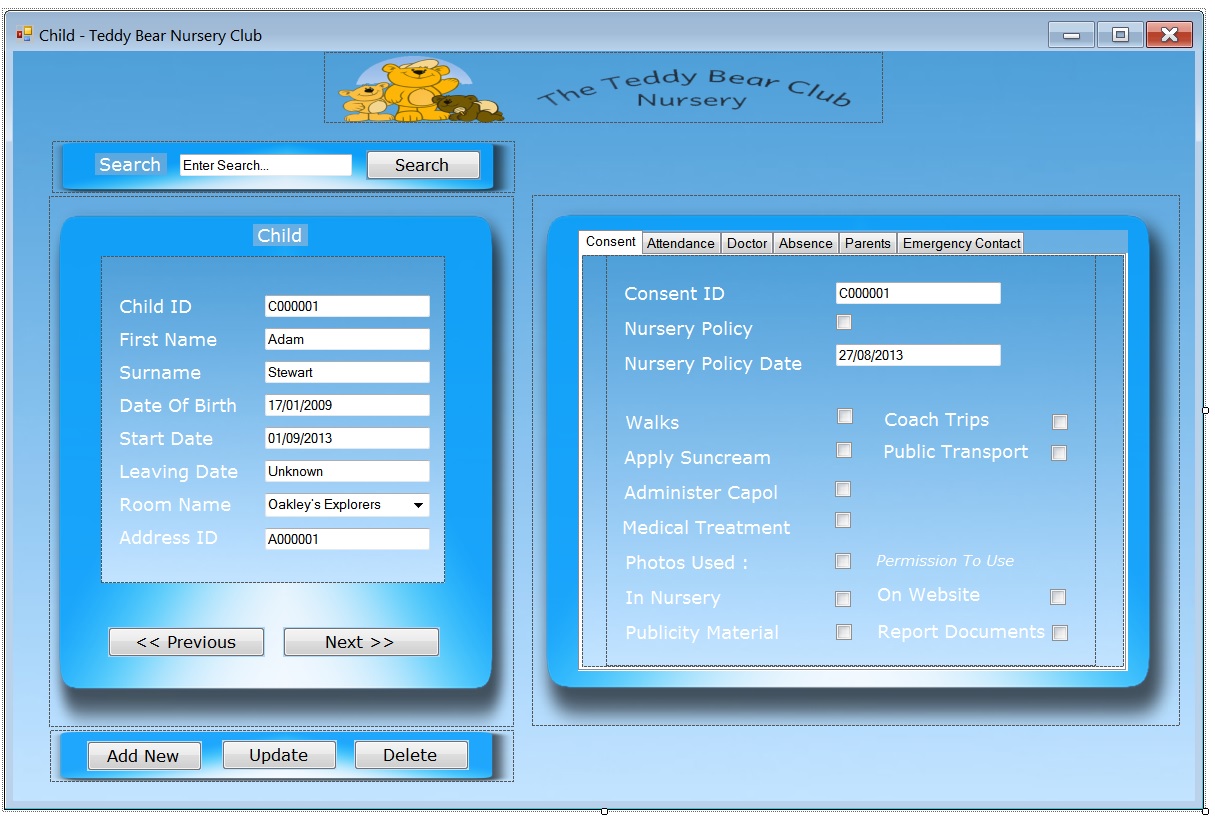 Child - Teddy Bear Nursery Club
The Teddy Bear Club
Nursery
Search Enter Search... Search
Child
Child ID C000001
First Name Adam
Surname Stewart
Date Of Birth 17/01/2009
Start Date 01/09/2013
Leaving Date Unknown
Room Name Oakley's Explorers
Address ID A000001
<< Previous Next >>
Add New Update Delete
Consent Attendance Doctor Absence Parents Emergency Contact
Consent ID C000001
Nursery Policy
Nursery Policy Date 27/08/2013
Walks Coach Trips
Apply Suncream Public Transport
Administer Capol
Medical Treatment
Photos Used : Permission To Use
In Nursery On Website
Publicity Material Report Documents